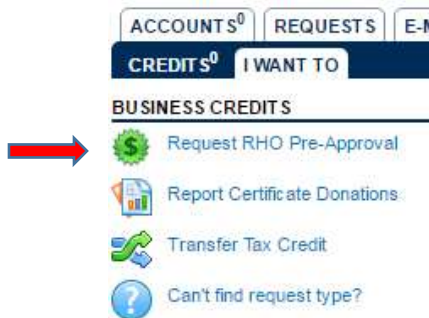 ACCOUNTS⁰ REQUESTS
CREDITS⁰ I WANT TO
BUSINESS CREDITS
Request RHO Pre-Approval
Report Certificate Donations
Transfer Tax Credit
Can't find request type?